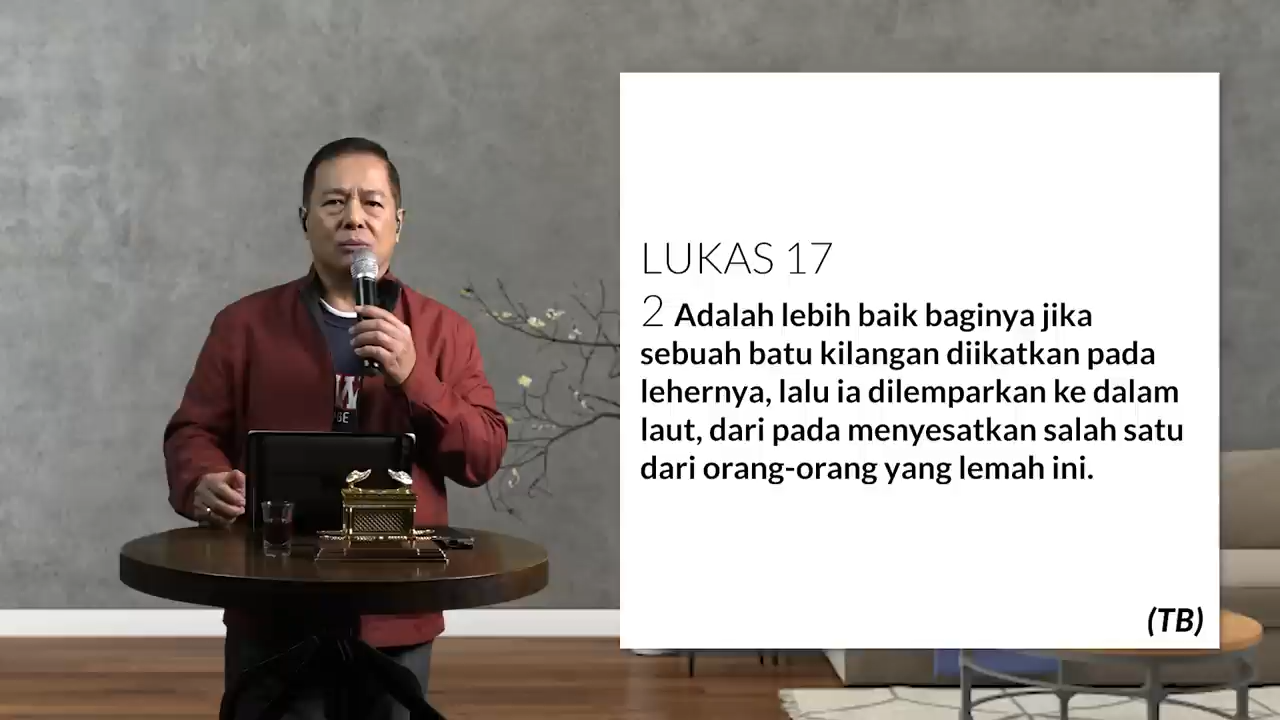 LUKAS 17
2 Adalah lebih baik baginya jika
sebuah batu kilangan diikatkan pada
lehernya, lalu ia dilemparkan ke dalam
laut, dari pada menyesatkan salah satu
dari orang-orang yang lemah ini.
(TB)